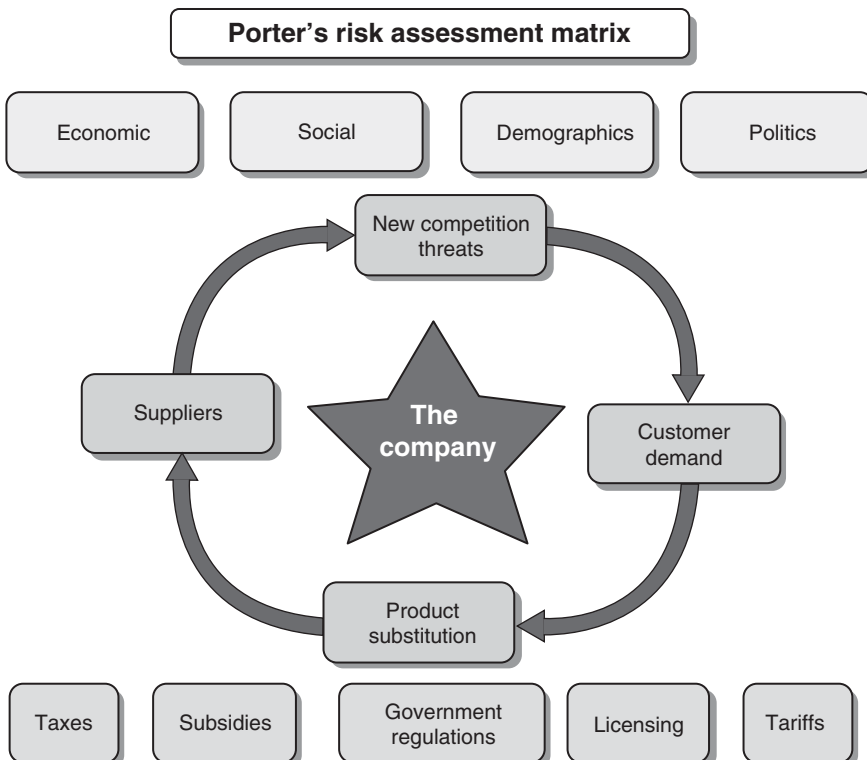 Porter’s risk assessment matrix
Economic
Social
Demographics
Politics
New competition
threats
Suppliers
The
company
Customer
demand
Product
substitution
Taxes
Subsidies
Government
regulations
Licensing
Tariffs